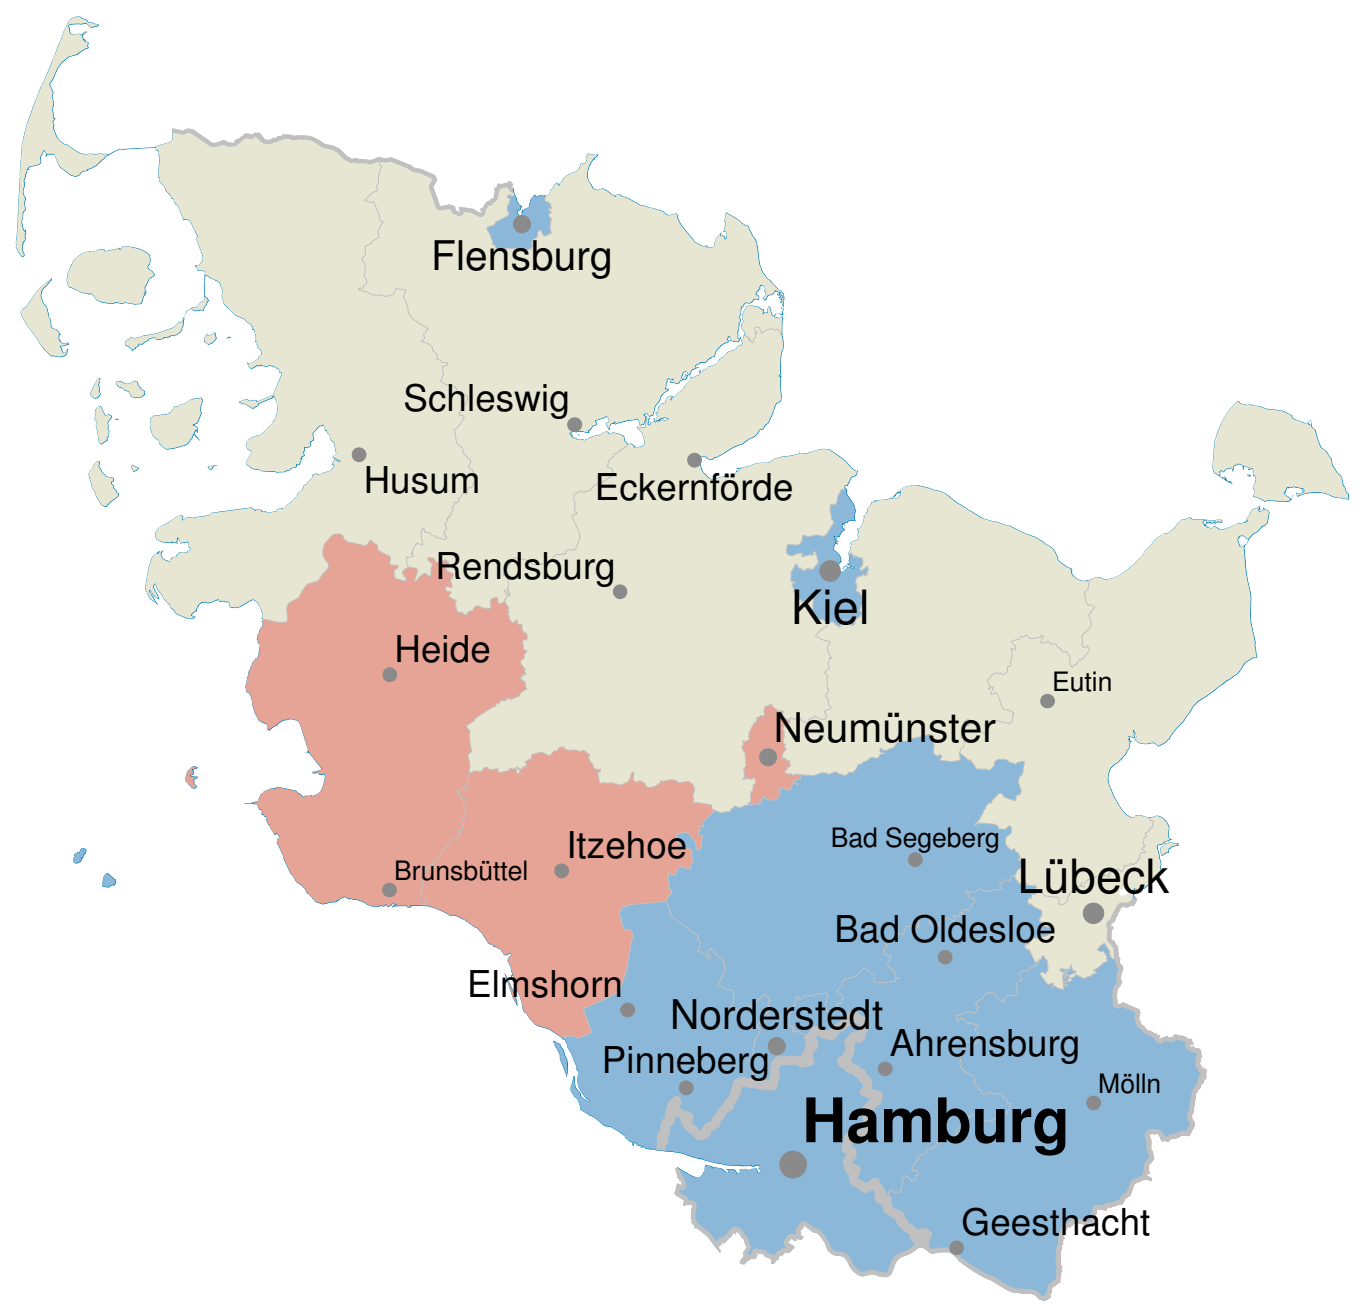 Flensburg
Schleswig
Husum
Eckernförde
Rendsburg
Kiel
Heide
Eutin
Neumünster
Itzehoe
Bad Segeberg
Brunsbüttel
Lübeck
Bad Oldesloe
Elmshorn
Norderstedt
Ahrensburg
Pinneberg
Mölln
Hamburg
Geesthacht